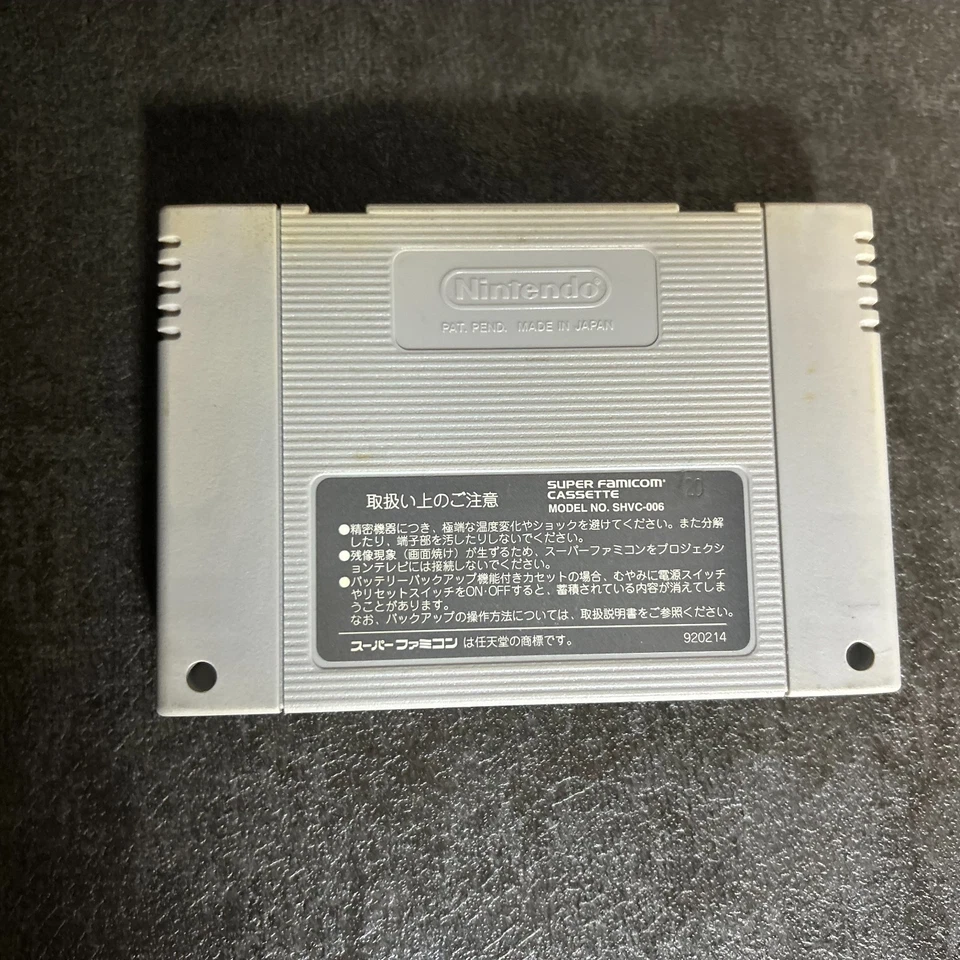 Nintendo®
PAT. PEND. MADE IN JAPAN
取扱い上のご注意
SUPER FAMICOM®
CASSETTE
MODEL NO. SHVC-006
●精密機器につき、極端な温度変化やショックを避けてください。また分解
したり、端子部を汚したりしないでください。
●残像現象(画面焼け)が生ずるため、スーパーファミコンをプロジェクシ
ョンテレビには接続しないでください。
●バッテリーバックアップ機能付きカセットの場合、むやみに電源スイッチ
やリセットスイッチをON・OFFすると、蓄積されている内容が消えてしま
うことがあります。
なお、バックアップの操作方法については、取扱説明書をご参照ください。
スーパーファミコン は任天堂の商標です。
920214